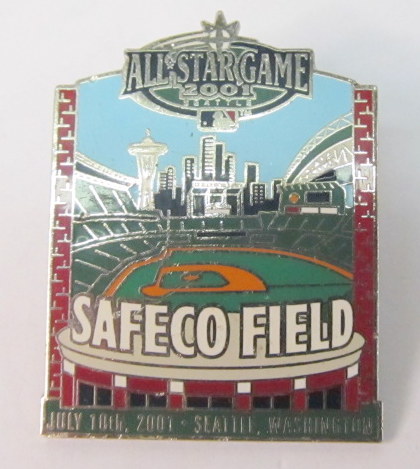 ALL★STAR GAME
2001
SEATTLE
SAFECO FIELD
JULY 10th, 2001 • SEATTLE, WASHINGTON